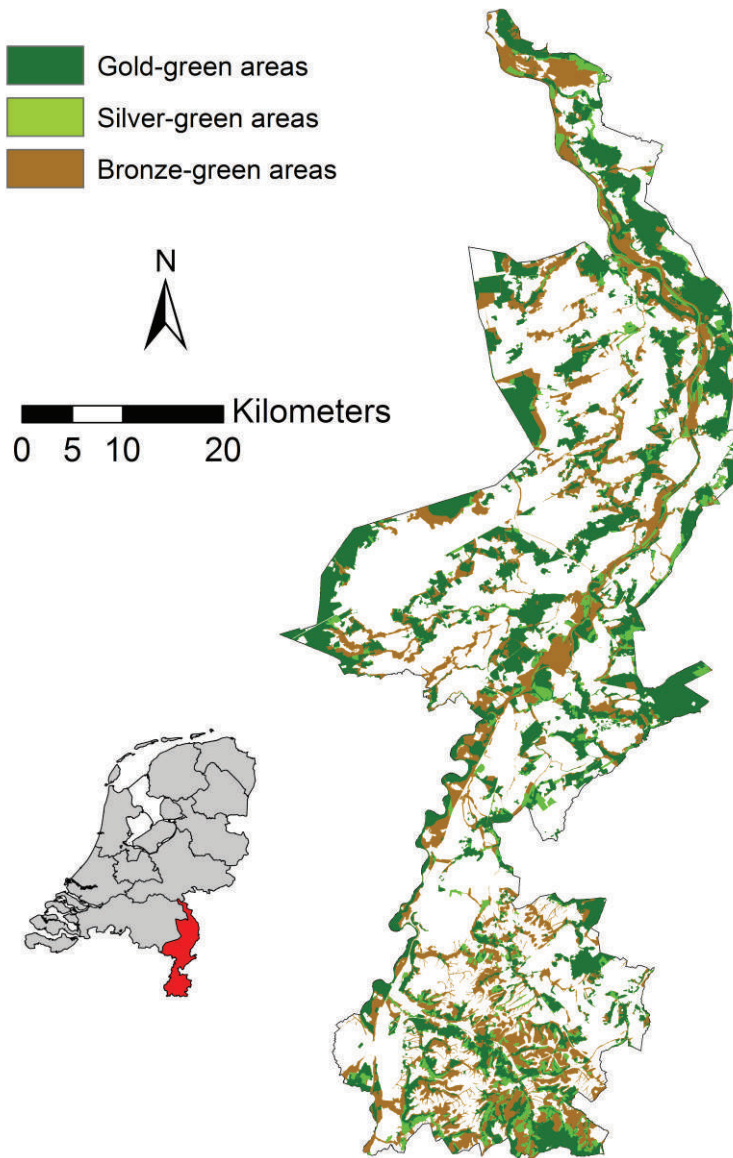 Gold-green areas
Silver-green areas
Bronze-green areas
N
Kilometers
0 5 10 20